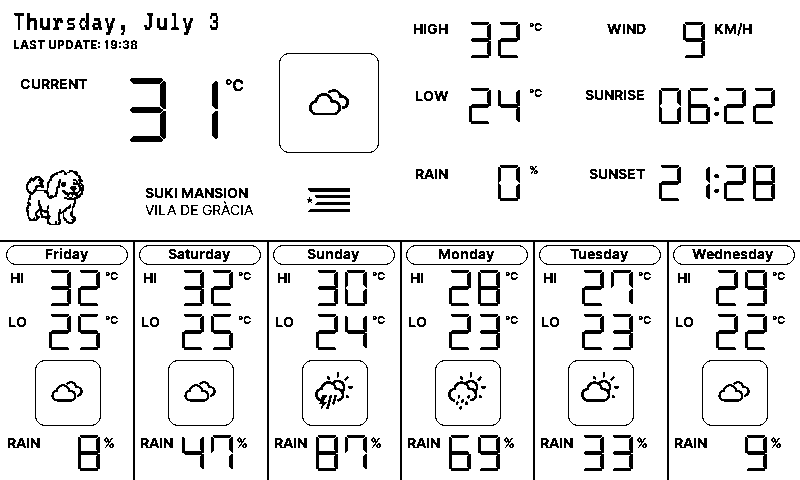 Thursday, July 3
LAST UPDATE: 19:38
CURRENT 31 °C
HIGH 32 °C
WIND 9 KM/H
LOW 24 °C
SUNRISE 06:22
RAIN 0 %
SUNSET 21:28
SUKI MANSION
VILA DE GRÀCIA
Friday
HI 32 °C
LO 25 °C
RAIN 8 %
Saturday
HI 32 °C
LO 25 °C
RAIN 47 %
Sunday
HI 30 °C
LO 24 °C
RAIN 87 %
Monday
HI 28 °C
LO 23 °C
RAIN 69 %
Tuesday
HI 27 °C
LO 23 °C
RAIN 33 %
Wednesday
HI 29 °C
LO 22 °C
RAIN 9 %